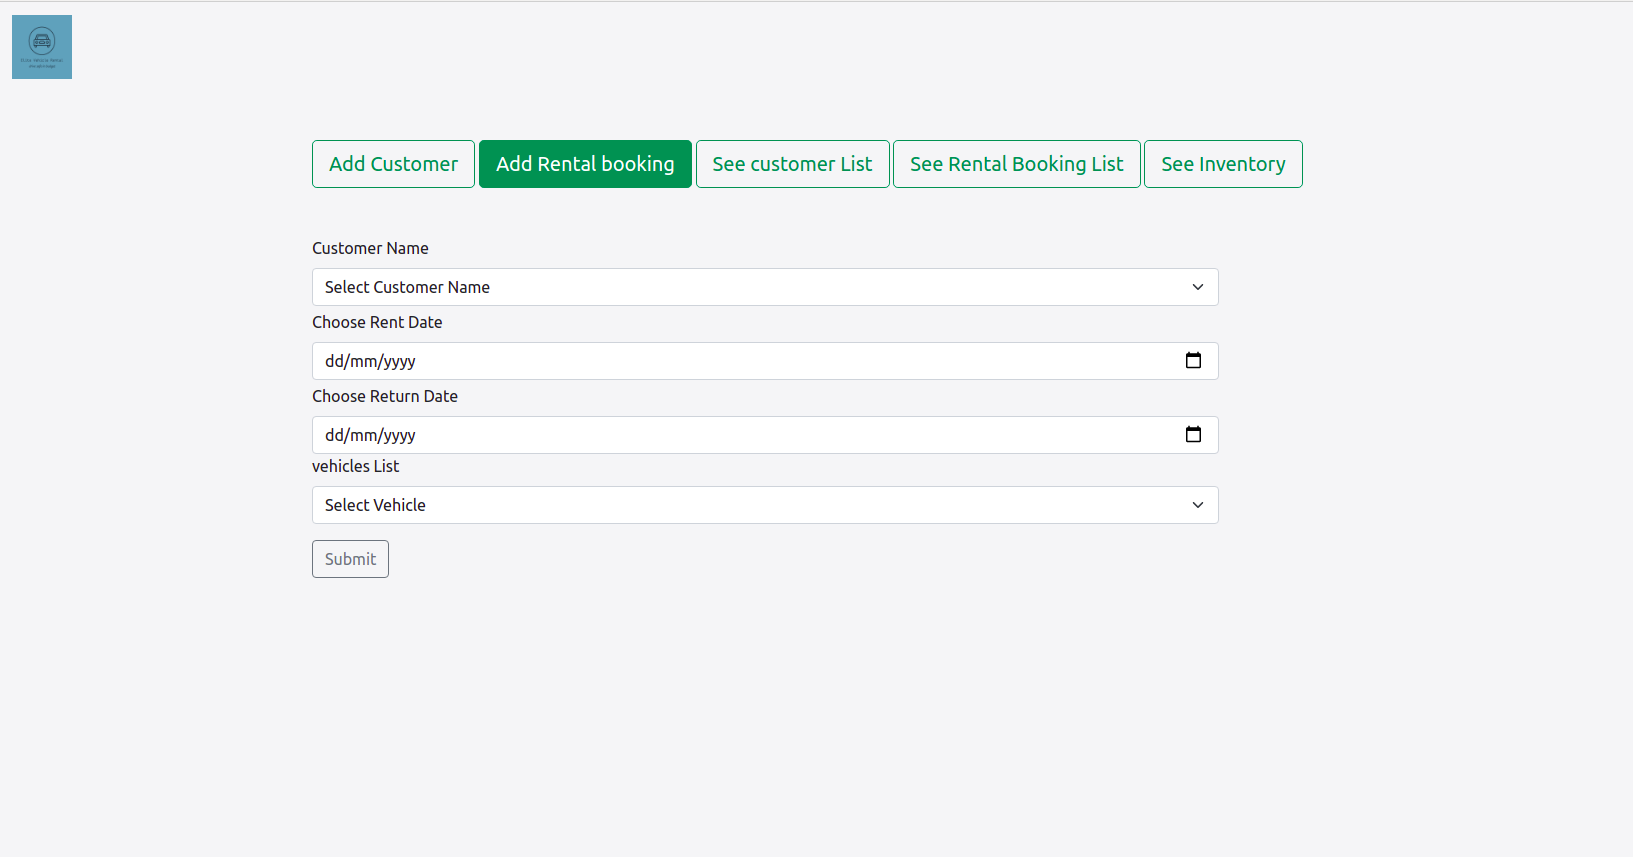 Add Customer
Add Rental booking
See customer List
See Rental Booking List
See Inventory
Customer Name
Select Customer Name
Choose Rent Date
dd/mm/yyyy
Choose Return Date
dd/mm/yyyy
vehicles List
Select Vehicle
Submit